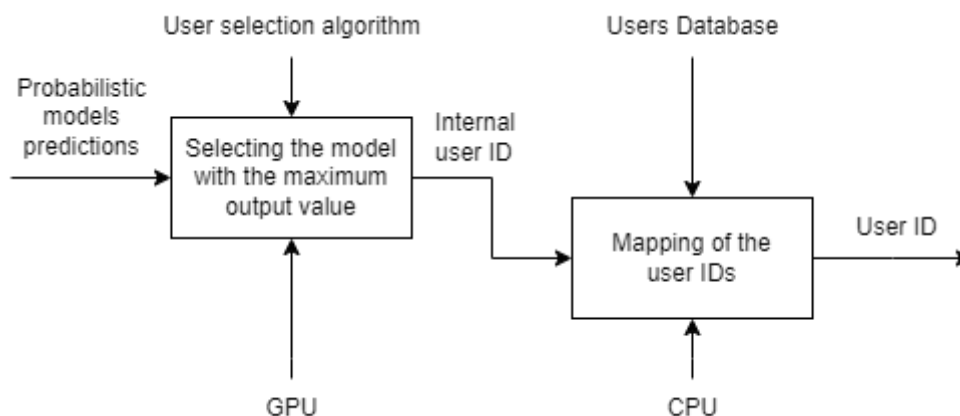 User selection algorithm
Users Database
Probabilistic
models
predictions
Selecting the model
with the maximum
output value
Internal
user ID
Mapping of the
user IDs
User ID
GPU
CPU